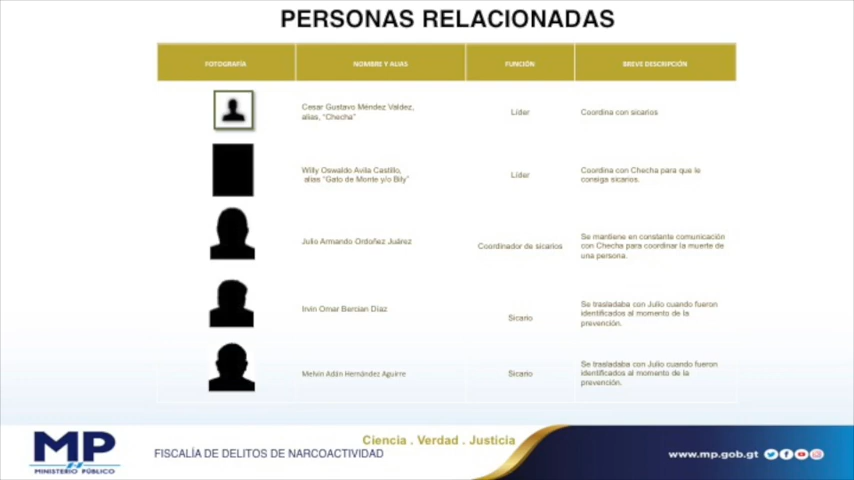 PERSONAS RELACIONADAS
FOTOGRAFÍA NOMBRE Y ALIAS FUNCIÓN BREVE DESCRIPCIÓN
Cesar Gustavo Méndez Valdez,
alias, “Checha”
Líder
Coordina con sicarios
Willy Oswaldo Avila Castillo,
alias “Gato de Monte y/o Bily”
Líder
Coordina con Checha para que le
consiga sicarios.
Julio Armando Ordoñez Juárez
Coordinador de sicarios
Se mantiene en constante comunicación
con Checha para coordinar la muerte de
una persona.
Irvin Omar Barcian Díaz
Sicario
Se trasladaba con Julio cuando fueron
identificados al momento de la
prevención.
Melvin Adán Hernández Aguirre
Sicario
Se trasladaba con Julio cuando fueron
identificados al momento de la
prevención.
MP
MINISTERIO PÚBLICO
FISCALÍA DE DELITOS DE NARCOACTIVIDAD
Ciencia . Verdad . Justicia
www.mp.gob.gt